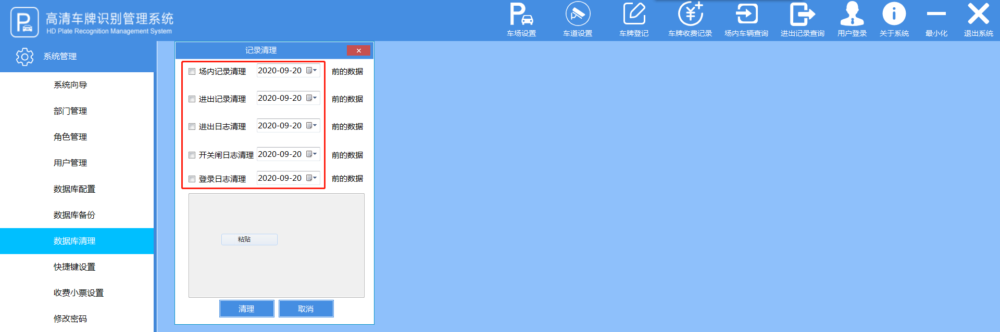 高清车牌识别管理系统
HD Plate Recognition Management System
车场设置
车道设置
车牌登记
车牌收费记录
场内车辆查询
进出记录查询
用户登录
关于系统
最小化
退出系统
系统管理
系统向导
部门管理
角色管理
用户管理
数据库配置
数据库备份
数据库清理
快捷键设置
收费小票设置
修改密码
记录清理
场内记录清理 2020-09-20 前的数据
进出记录清理 2020-09-20 前的数据
进出日志清理 2020-09-20 前的数据
开关闸日志清理 2020-09-20 前的数据
登录日志清理 2020-09-20 前的数据
粘贴
清理 取消